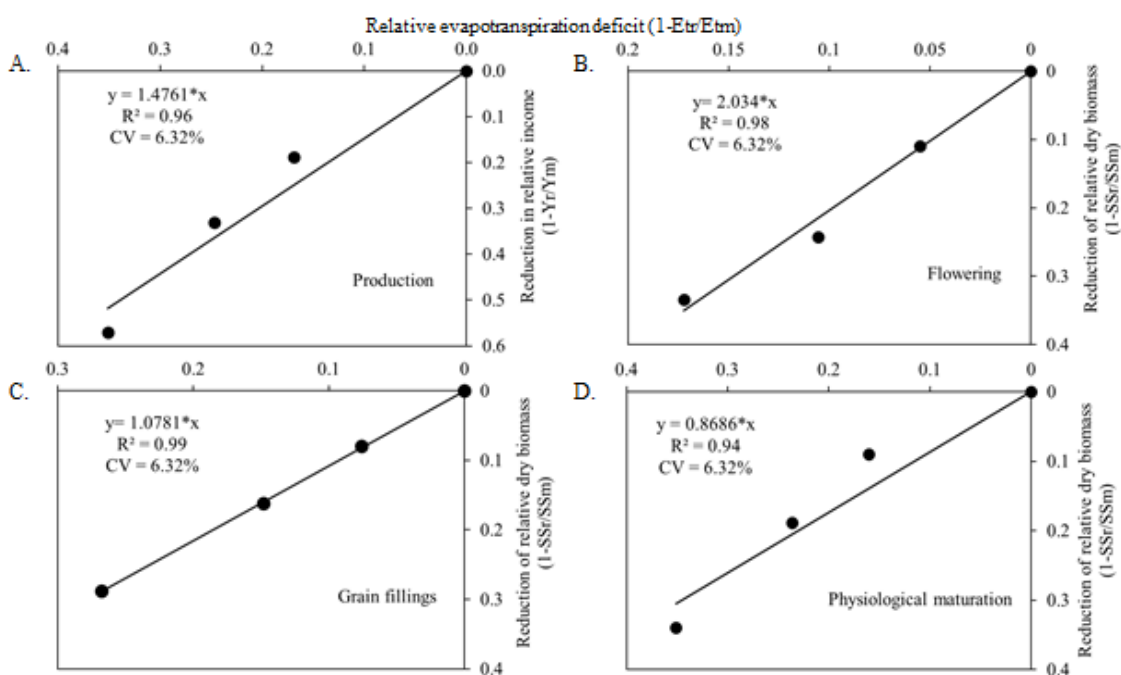 Relative evapotranspiration deficit (1-Etr/Etm)
A.
0.4 0.3 0.2 0.1 0.0
y = 1.4761*x
R² = 0.96
CV = 6.32%
Production
0.0
0.1
0.2
0.3
0.4
0.5
0.6
Reduction in relative income
(1-Yr/Ym)
B.
0.2 0.15 0.1 0.05 0
y= 2.034*x
R² = 0.98
CV = 6.32%
Flowering
0
0.1
0.2
0.3
0.4
Reduction of relative dry biomass
(1-SSr/SSm)
C.
0.3 0.2 0.1 0
y= 1.0781*x
R² = 0.99
CV = 6.32%
Grain fillings
0
0.1
0.2
0.3
0.4
Reduction of relative dry biomass
(1-SSr/SSm)
D.
0.4 0.3 0.2 0.1 0
y = 0.8686*x
R² = 0.94
CV = 6.32%
Physiological maturation
0
0.1
0.2
0.3
0.4
Reduction of relative dry biomass
(1-SSr/SSm)